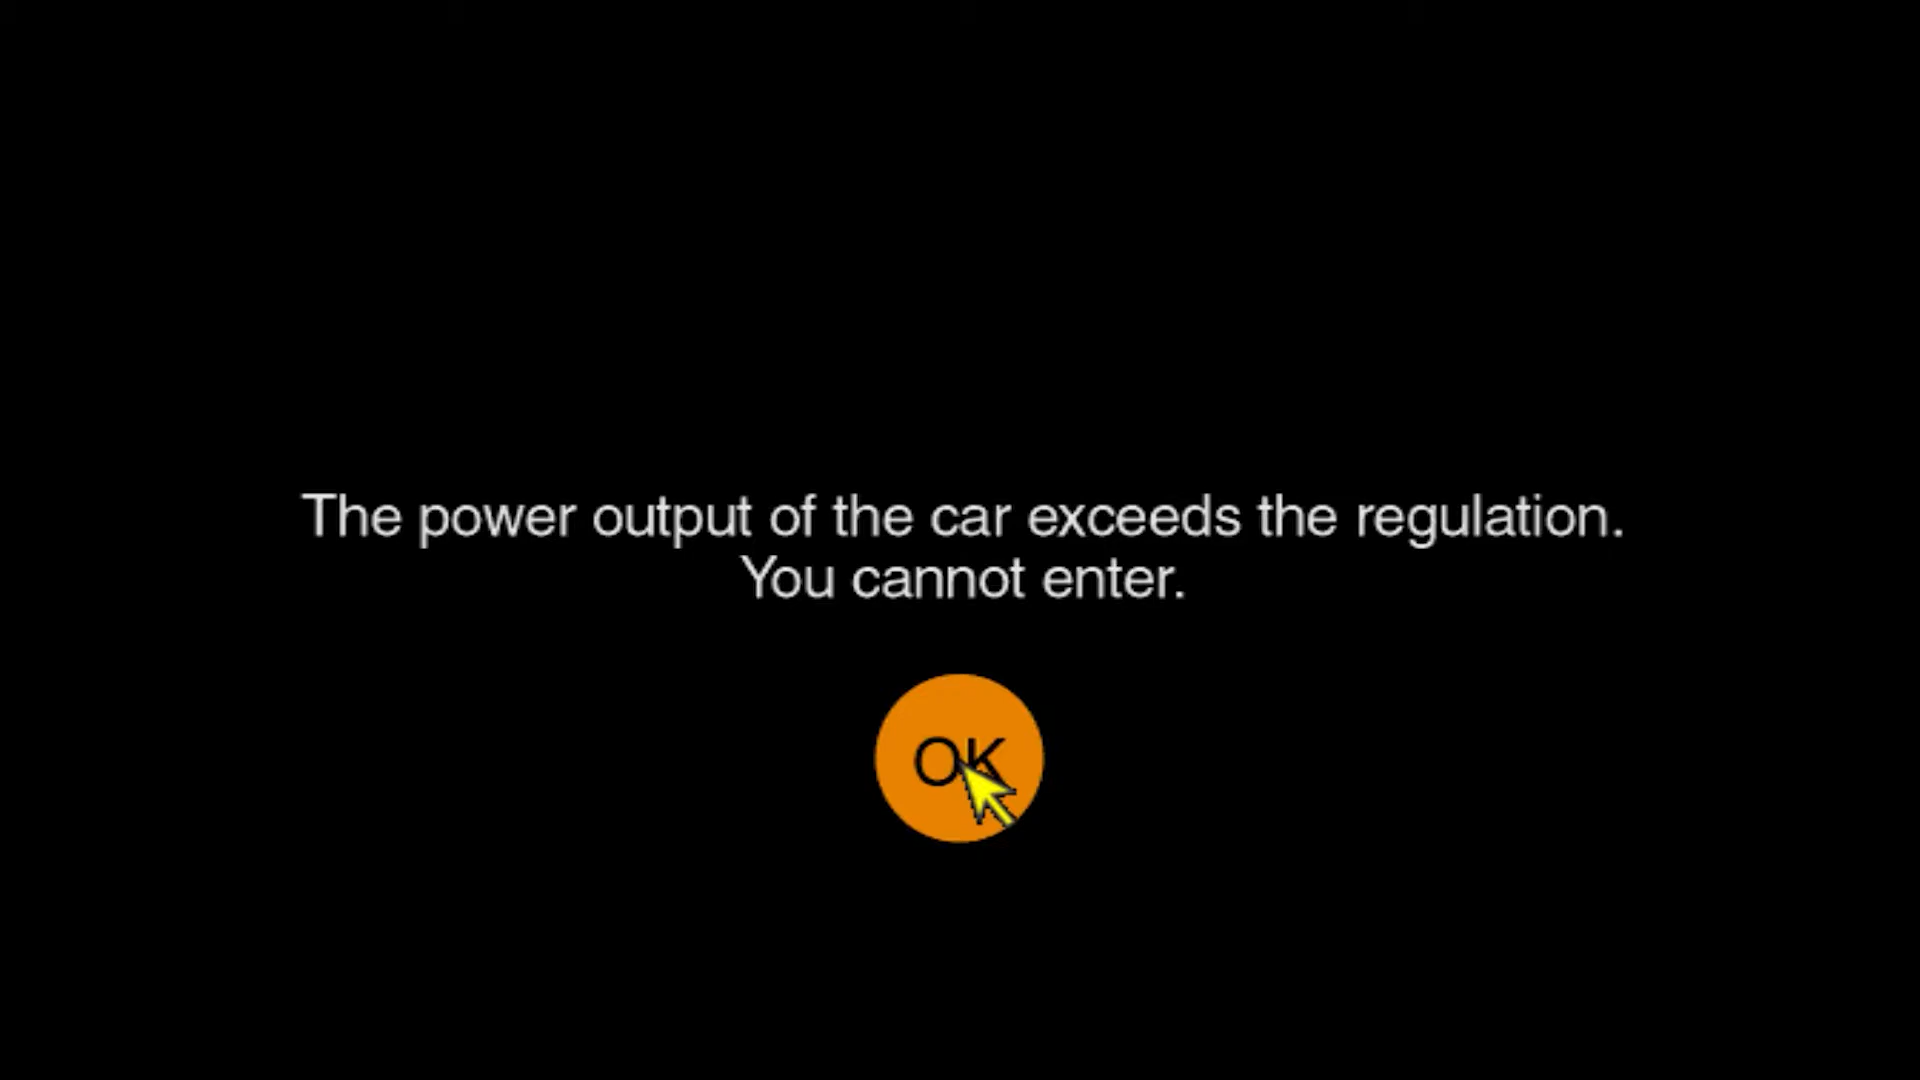 The power output of the car exceeds the regulation.
You cannot enter.
OK